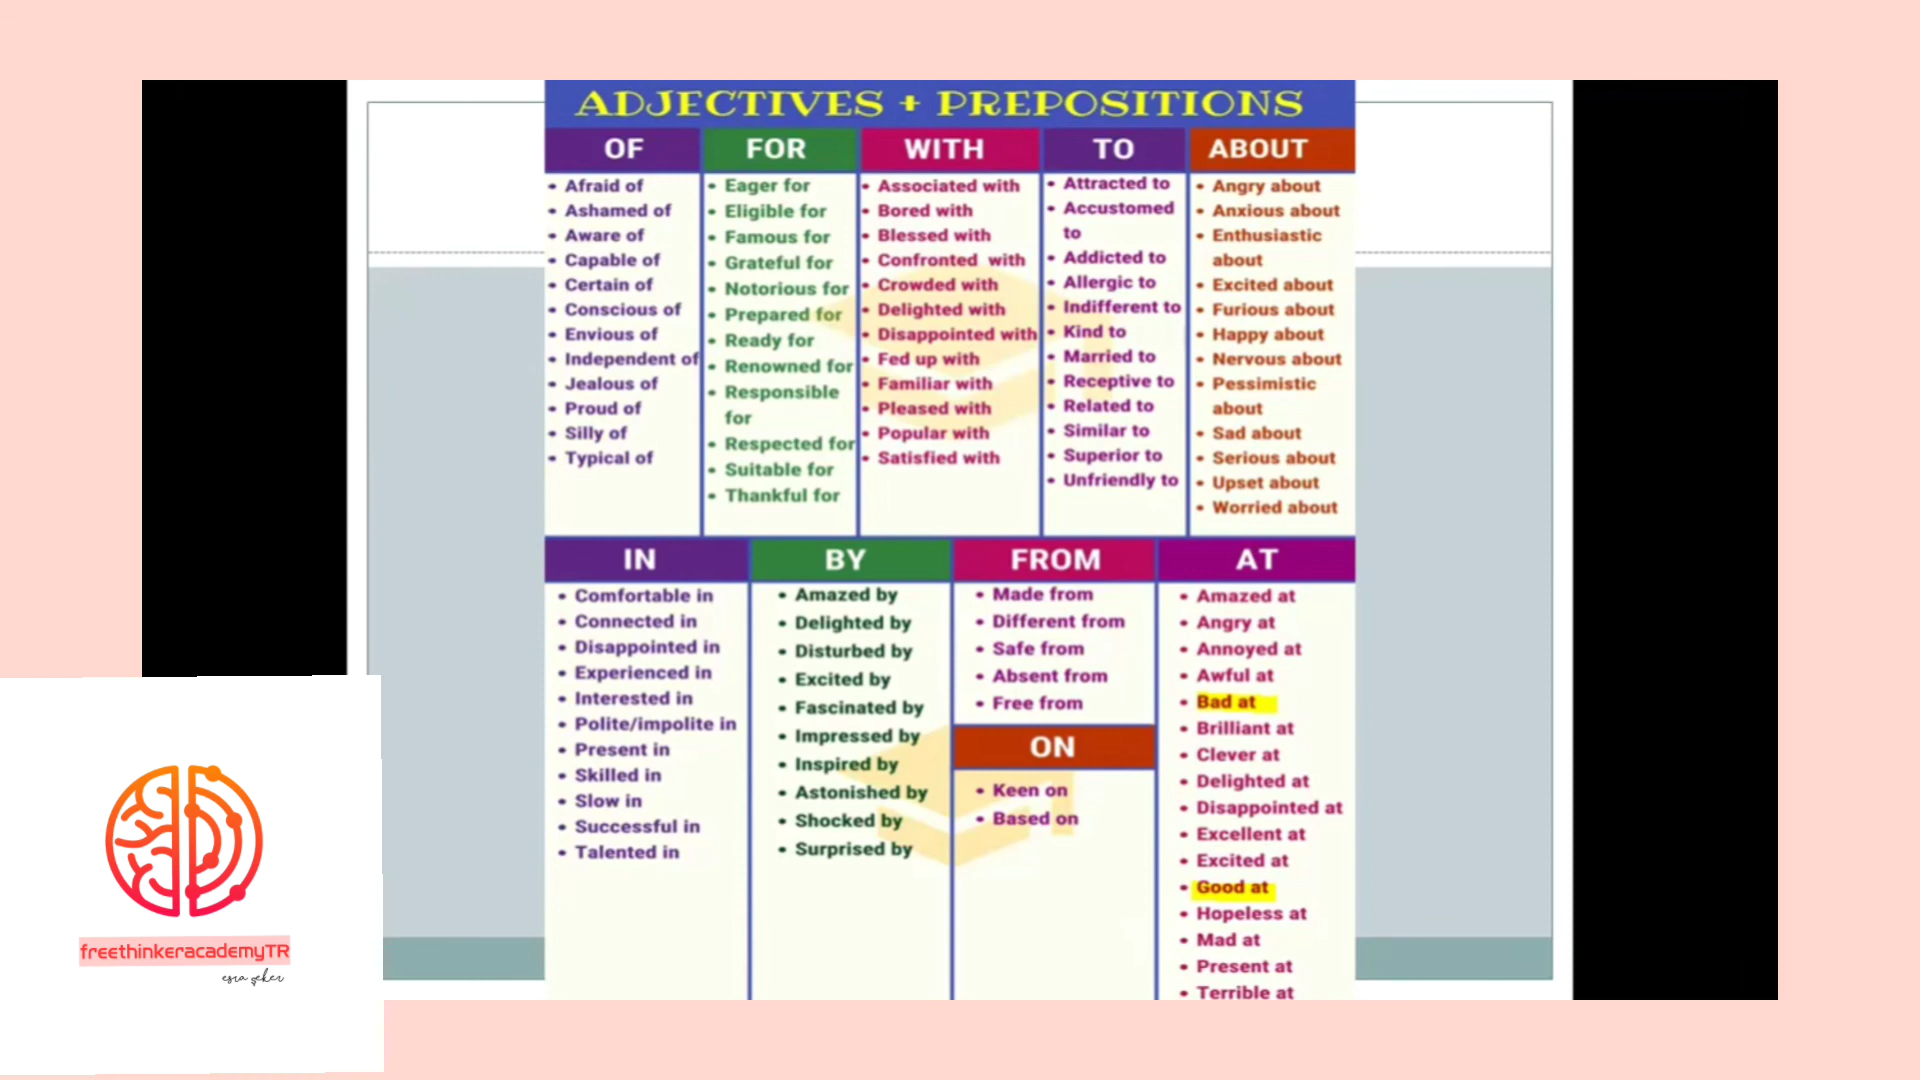 ADJECTIVES + PREPOSITIONS
OF
• Afraid of
• Ashamed of
• Aware of
• Capable of
• Certain of
• Conscious of
• Envious of
• Independent of
• Jealous of
• Proud of
• Silly of
• Typical of
FOR
• Eager for
• Eligible for
• Famous for
• Grateful for
• Notorious for
• Prepared for
• Ready for
• Renowned for
• Responsible
for
• Respected for
• Suitable for
• Thankful for
WITH
• Associated with
• Bored with
• Blessed with
• Confronted with
• Crowded with
• Delighted with
• Disappointed with
• Fed up with
• Familiar with
• Pleased with
• Popular with
• Satisfied with
TO
• Attracted to
• Accustomed
to
• Addicted to
• Allergic to
• Indifferent to
• Kind to
• Married to
• Receptive to
• Related to
• Similar to
• Superior to
• Unfriendly to
ABOUT
• Angry about
• Anxious about
• Enthusiastic
about
• Excited about
• Furious about
• Happy about
• Nervous about
• Pessimistic
about
• Sad about
• Serious about
• Upset about
• Worried about
IN
• Comfortable in
• Connected in
• Disappointed in
• Experienced in
• Interested in
• Polite/impolite in
• Present in
• Skilled in
• Slow in
• Successful in
• Talented in
BY
• Amazed by
• Delighted by
• Disturbed by
• Excited by
• Fascinated by
• Impressed by
• Inspired by
• Astonished by
• Shocked by
• Surprised by
FROM
• Made from
• Different from
• Safe from
• Absent from
• Free from
ON
• Keen on
• Based on
AT
• Amazed at
• Angry at
• Annoyed at
• Awful at
• Bad at
• Brilliant at
• Clever at
• Delighted at
• Disappointed at
• Excellent at
• Excited at
• Good at
• Hopeless at
• Mad at
• Present at
• Terrible at
freethinkeracademyTR
esra şeker